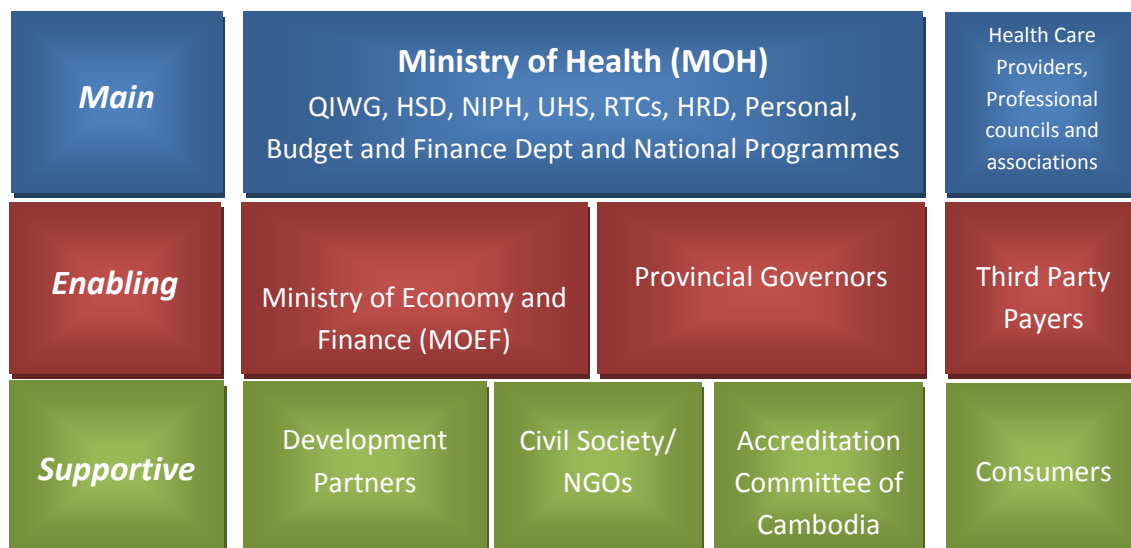 Main
Ministry of Health (MOH)
QIWG, HSD, NIPH, UHS, RTCs, HRD, Personal,
Budget and Finance Dept and National Programmes
Health Care
Providers,
Professional
councils and
associations
Enabling
Ministry of Economy and
Finance (MOEF)
Provincial Governors
Third Party
Payers
Supportive
Development
Partners
Civil Society/
NGOs
Accreditation
Committee of
Cambodia
Consumers